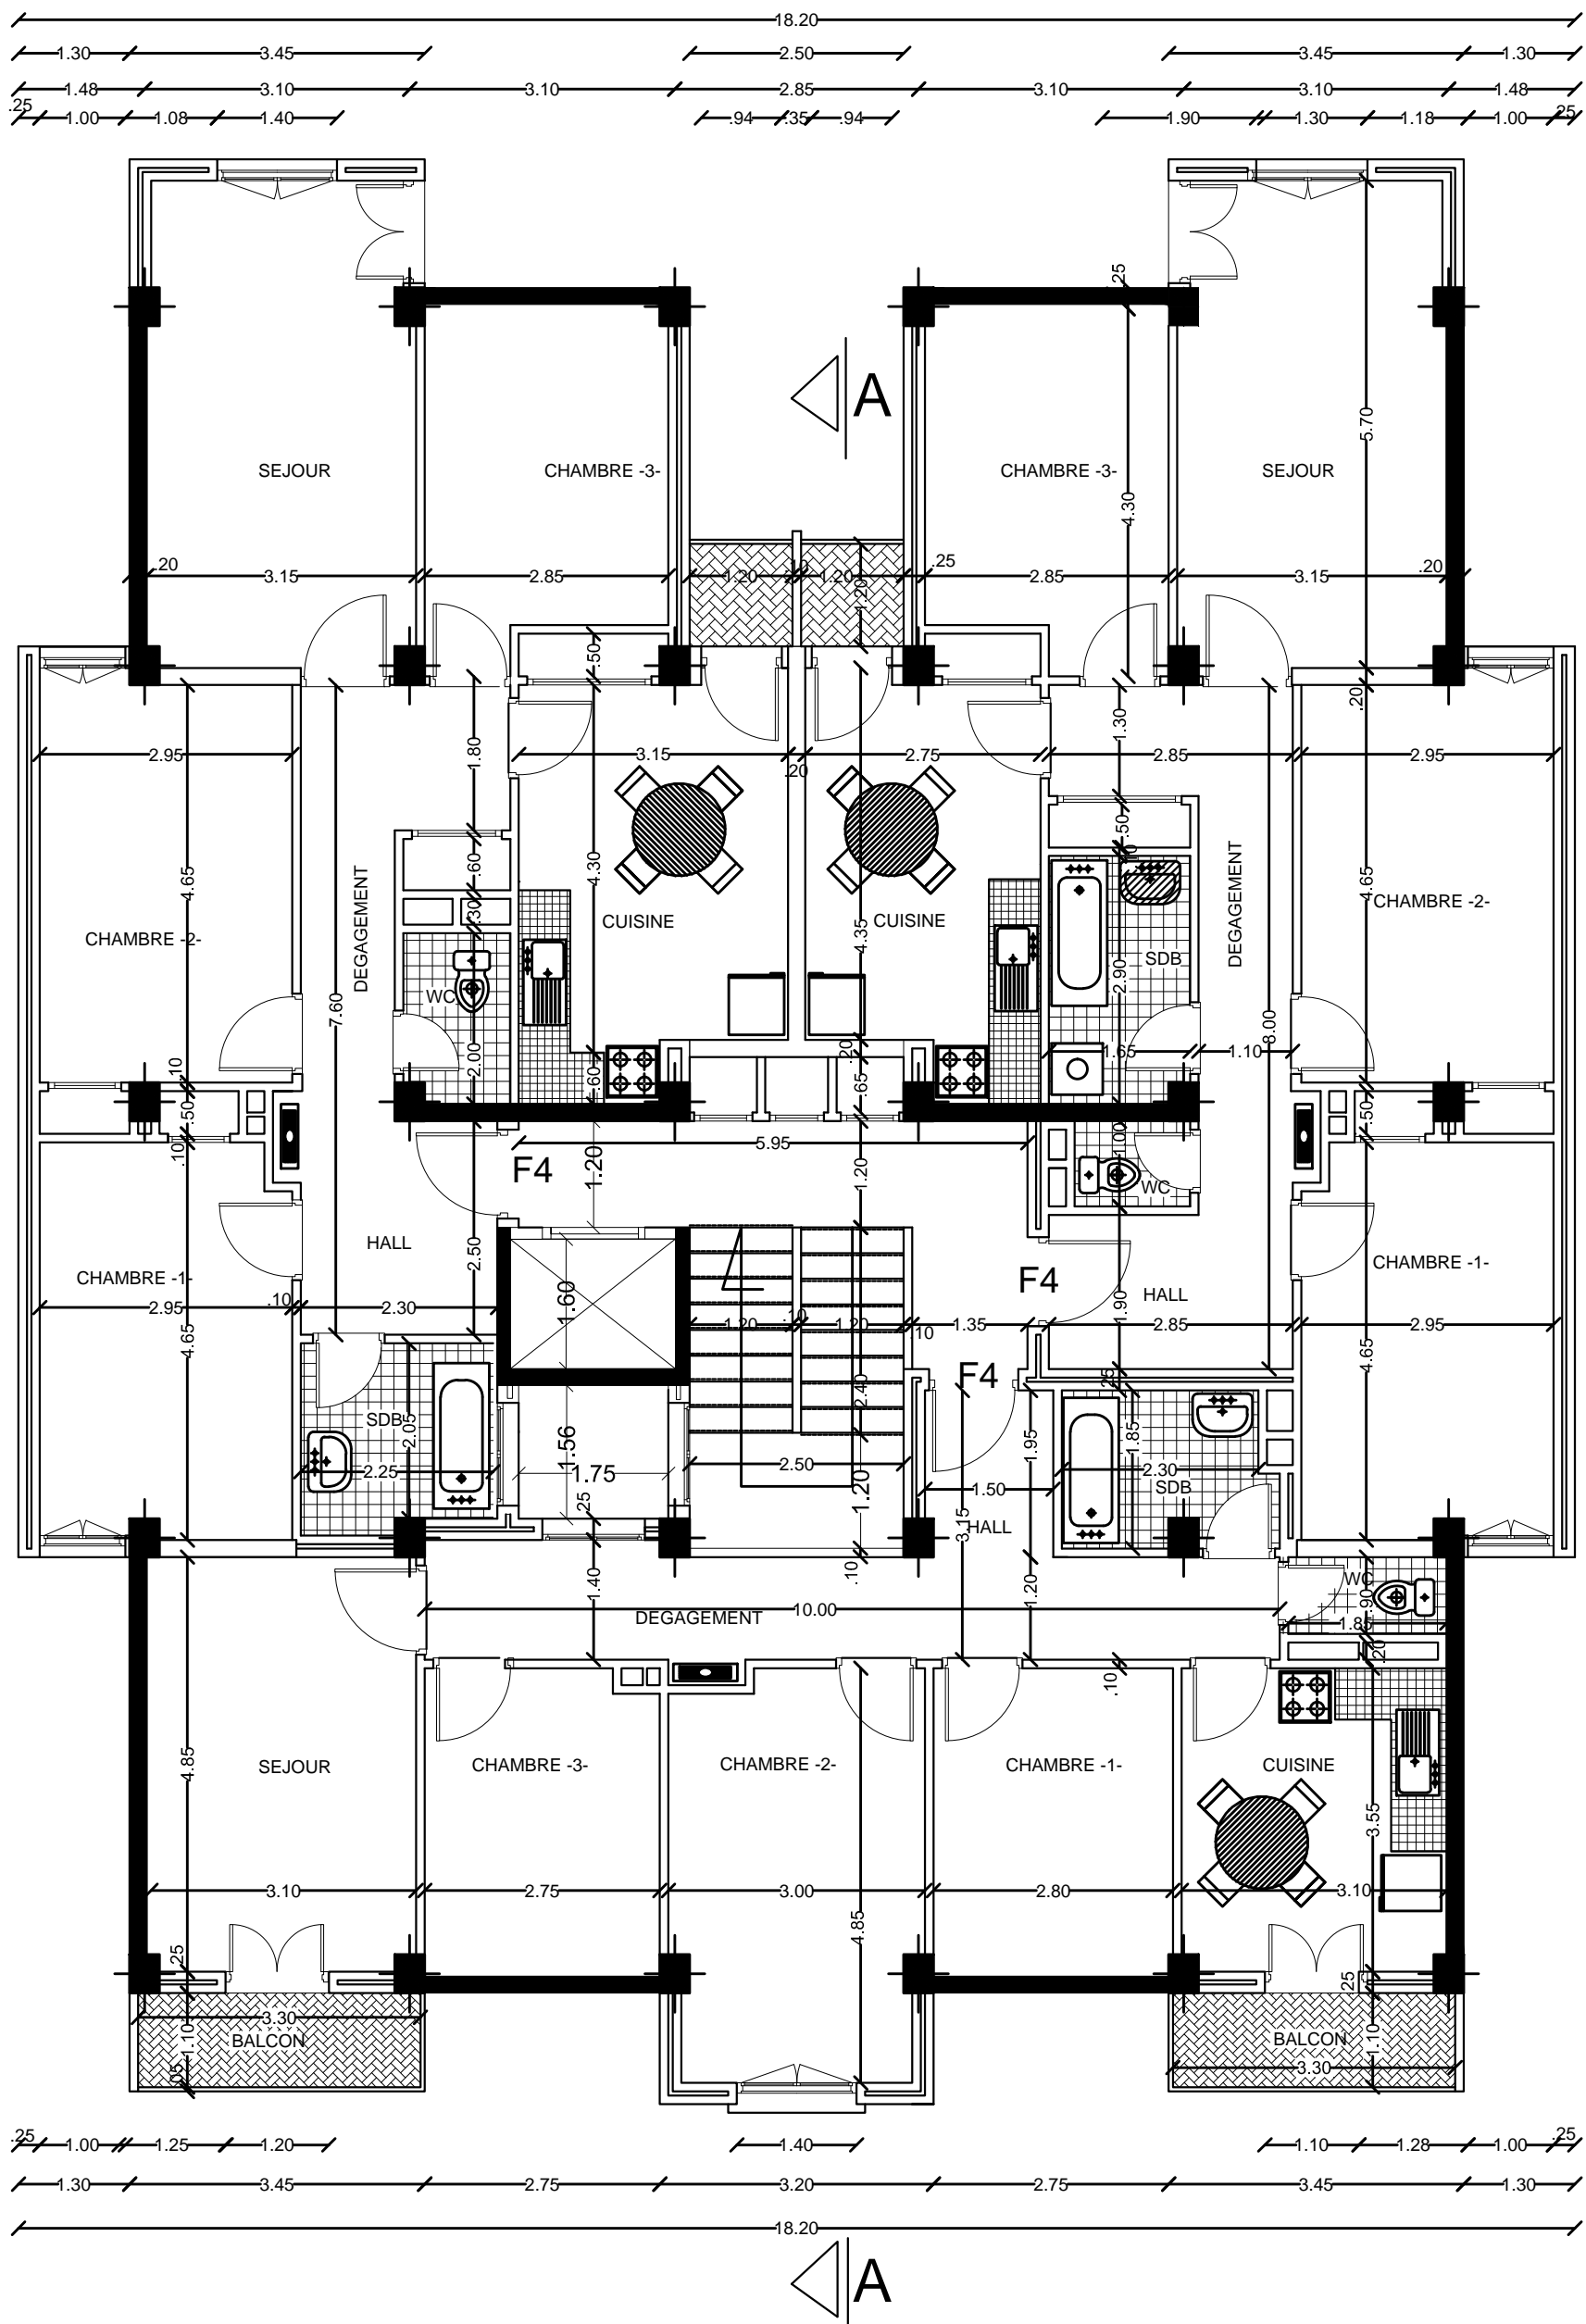 18.20
1.30 3.45 2.50 3.45 1.30
1.48 3.10 3.10 2.85 3.10 3.10 1.48
.25 1.00 1.08 1.40 .94 .35 .94 1.90 1.30 1.18 1.00 .25
.25
A
5.70
SEJOUR CHAMBRE -3- CHAMBRE -3- SEJOUR
4.30
.20 3.15 2.85 1.20 .10 1.20 .25 2.85 3.15 .20
1.20
.50
.20
1.30
1.80
2.95 3.15 .20 2.75 2.85 2.95
.50
.10
.60
4.30
4.65
4.65
DEGAGEMENT
DEGAGEMENT
CHAMBRE -2- CUISINE CUISINE CHAMBRE -2-
.30
4.35
SDB
2.90
WC
7.60
8.00
2.00
.20
1.65 1.10
.10
.60
.65
.50
.50
.10
1.00
5.95
1.20
1.20
F4
WC
HALL
2.50
CHAMBRE -1- F4 CHAMBRE -1-
1.60
1.90
HALL
2.95 .10 2.30
1.20 .10 1.20 .10 1.35 2.85 2.95
4.65
4.65
F4
.25
2.40
SDB
2.05
1.56
1.95
1.85
2.25 1.75 2.50 2.30
SDB
1.20
1.50
.25
3.15
HALL
.10
1.40
1.20
WC
.90
10.00
DEGAGEMENT
1.85
.20
.10
4.85
SEJOUR CHAMBRE -3- CHAMBRE -2- CHAMBRE -1- CUISINE
3.55
3.10 2.75 3.00 2.80 3.10
4.85
.25
.25
3.30
BALCON BALCON
1.10
1.10
3.30
.05
.25 1.00 1.25 1.20 1.40 1.10 1.28 1.00 .25
1.30 3.45 2.75 3.20 2.75 3.45 1.30
18.20
A